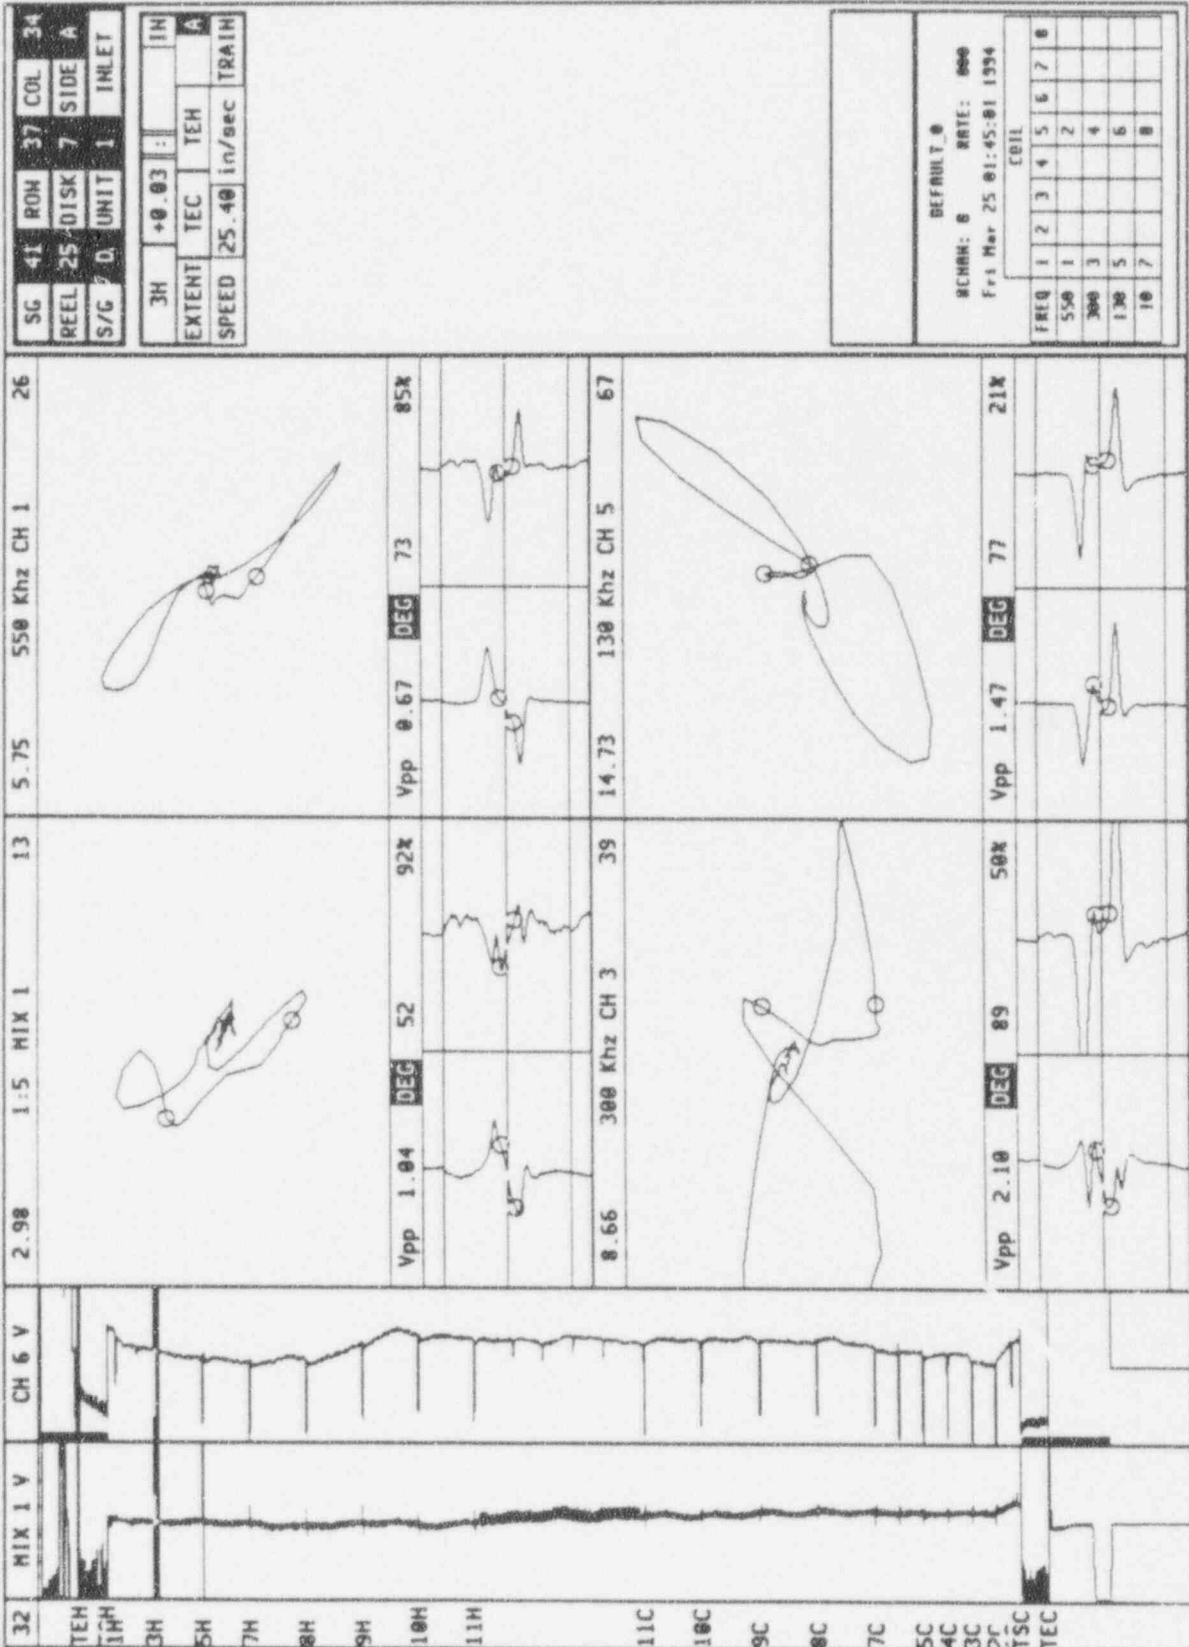 32 MIX 1 V CH 6 V
2.98 1:5 MIX 1 13
5.75 550 Khz CH 1 26
Vpp 1.04 DEG 52 92%
Vpp 0.67 DEG 73 85%
8.66 300 Khz CH 3 39
14.73 130 Khz CH 5 67
Vpp 2.10 DEG 89 50%
Vpp 1.47 DEG 77 21%
SG 41 ROW 37 COL 34
REEL 25 DISK 7 SIDE A
S/G D UNIT 1 INLET
3H +0.03 : IN
EXTENT TEC TEH A
SPEED 25.40 in/sec TRAIN
DEFAULT_0
#CHAN: 8 RATE: 800
Fri Mar 25 01:45:01 1994
COIL
FREQ 1 2 3 4 5 6 7 8
550 1 2
300 3 4
130 5 6
10 7 8
TEH
1H
3H
5H
7H
8H
9H
10H
11H
11C
10C
9C
8C
7C
5C
4C
3C
TSC
TEC